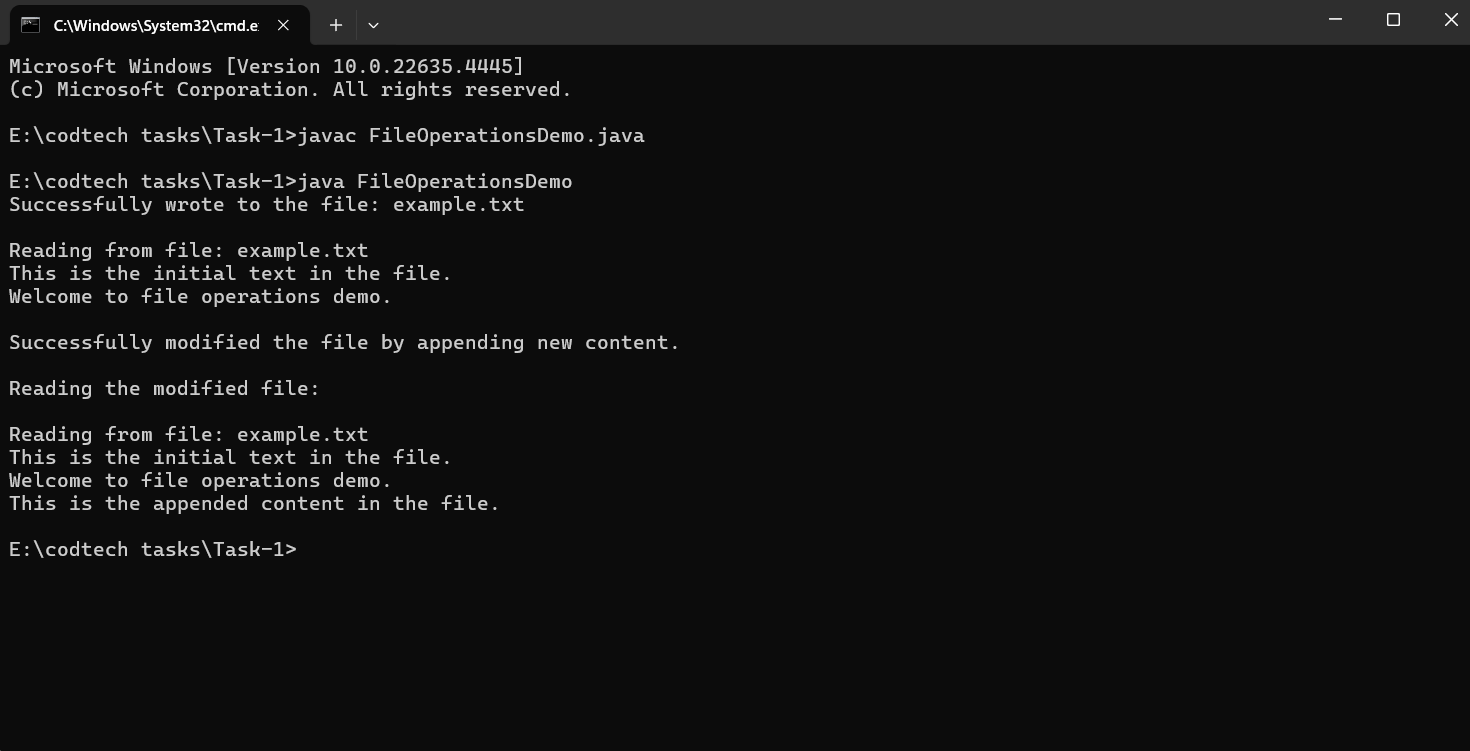 C:\Windows\System32\cmd.e
Microsoft Windows [Version 10.0.22635.4445]
(c) Microsoft Corporation. All rights reserved.
E:\codtech tasks\Task-1>javac FileOperationsDemo.java
E:\codtech tasks\Task-1>java FileOperationsDemo
Successfully wrote to the file: example.txt
Reading from file: example.txt
This is the initial text in the file.
Welcome to file operations demo.
Successfully modified the file by appending new content.
Reading the modified file:
Reading from file: example.txt
This is the initial text in the file.
Welcome to file operations demo.
This is the appended content in the file.
E:\codtech tasks\Task-1>